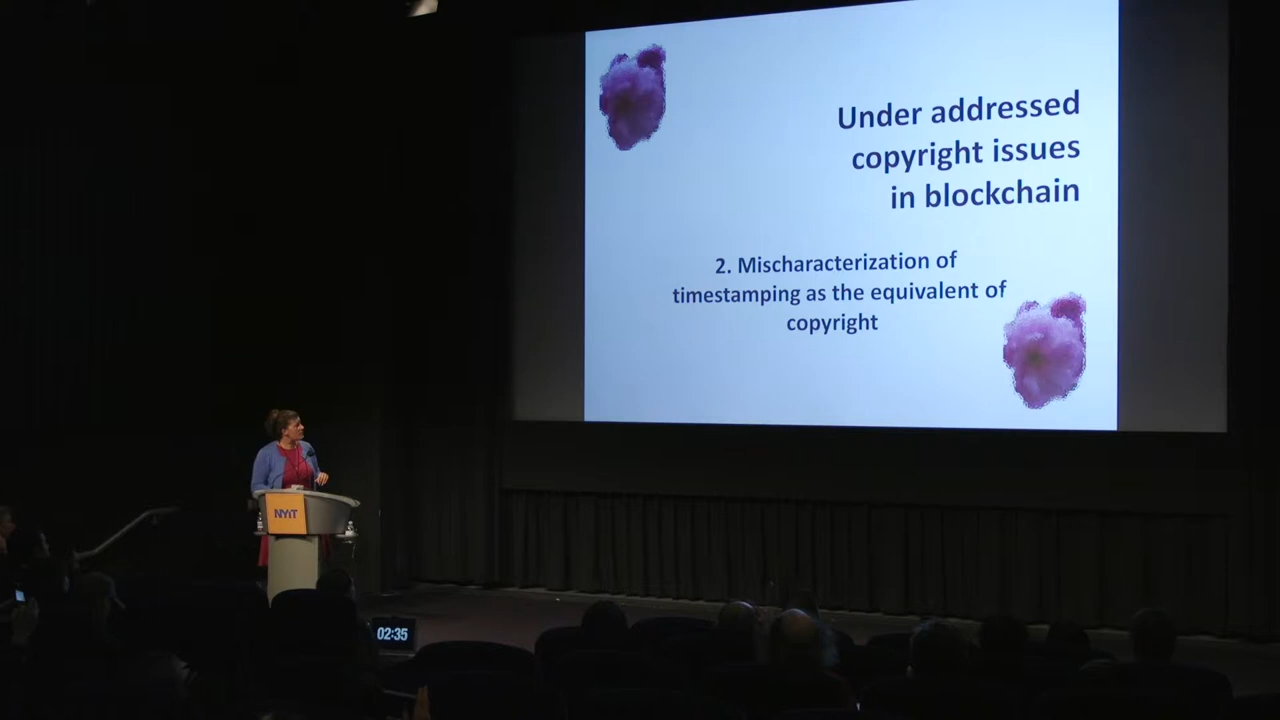 Under addressed
copyright issues
in blockchain
2. Mischaracterization of
timestamping as the equivalent of
copyright
NYiT
02:35